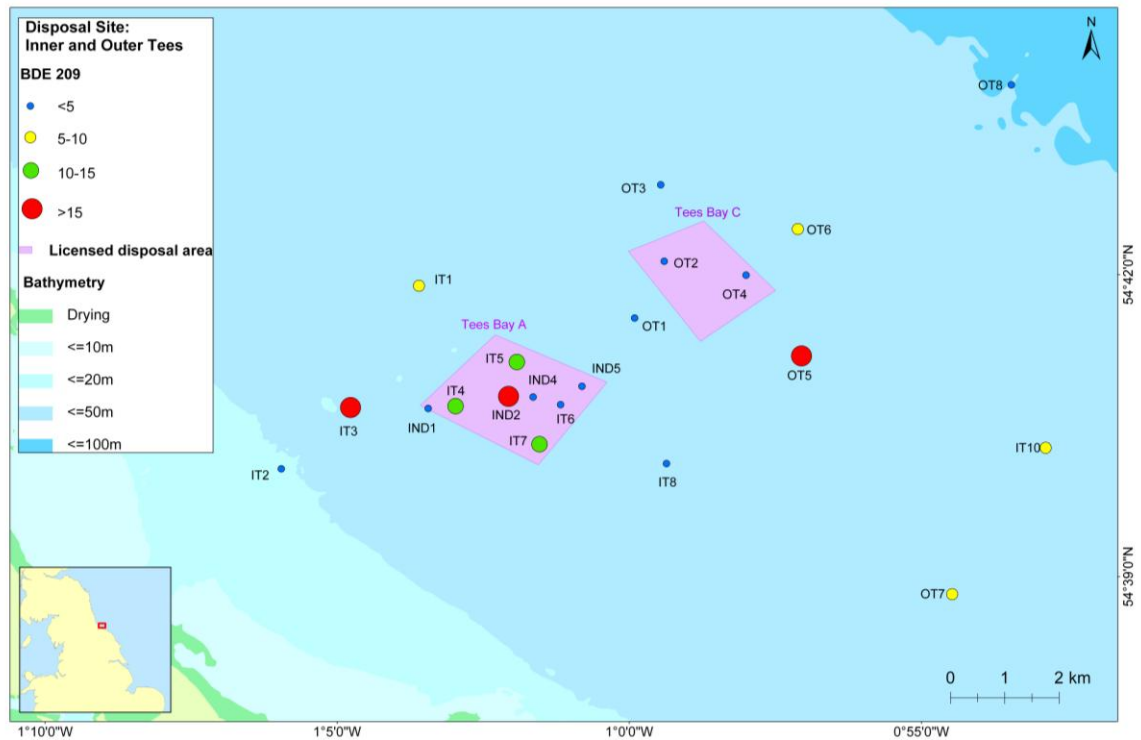 Disposal Site:
Inner and Outer Tees
BDE 209
<5
5-10
10-15
>15
Licensed disposal area
Bathymetry
Drying
<=10m
<=20m
<=50m
<=100m
N
OT8
OT3
Tees Bay C
OT6
OT2
IT1
OT4
54°42'0"N
OT1
Tees Bay A
IT5
OT5
IND5
IND4
IT4
IT6
IND2
IND1
IT3
IT7
IT10
IT2
IT8
54°39'0"N
OT7
0 1 2 km
1°10'0"W
1°5'0"W
1°00'0"W
0°55'0"W